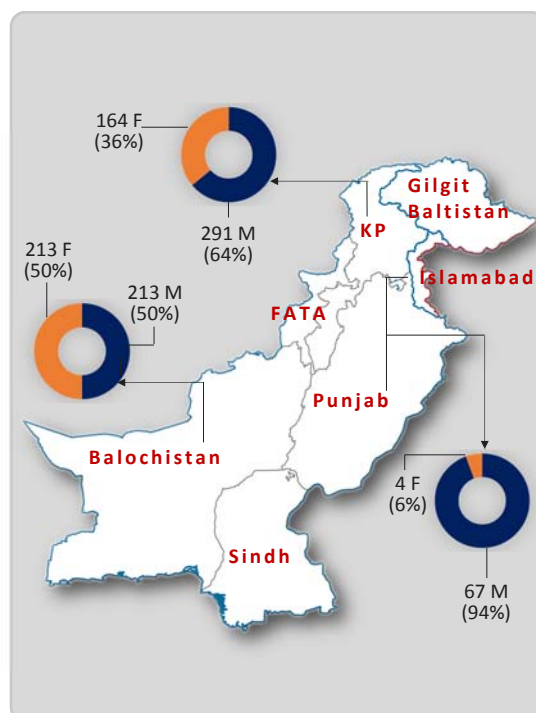 164 F
(36%)
Gilgit
Baltistan
KP
291 M
(64%)
213 F
(50%)
213 M
(50%)
Islamabad
FATA
Punjab
Balochistan
4 F
(6%)
Sindh
67 M
(94%)